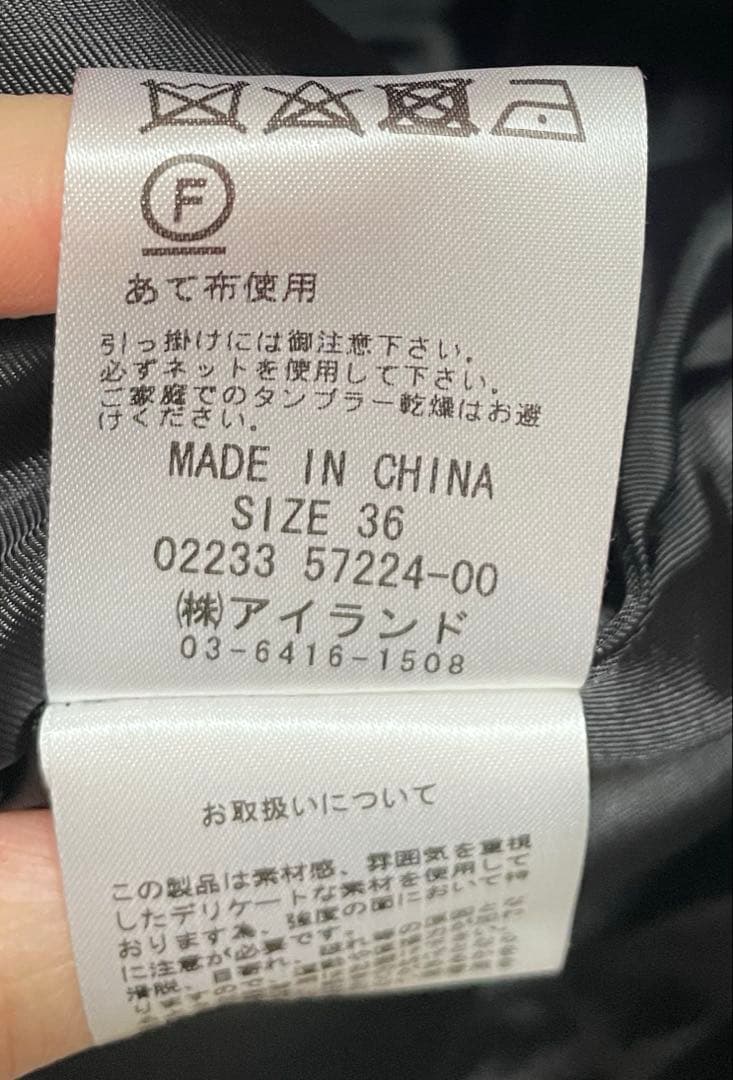 F
あて布使用
引っ掛けには御注意下さい。
必ずネットを使用して下さい。
ご家庭でのタンブラー乾燥はお避
けください。
MADE IN CHINA
SIZE 36
02233 57224-00
㈱アイランド
03-6416-1508
お取扱いについて
この製品は素材感、雰囲気を重視
したデリケートな素材を使用して
おります為、強度の面において特
に注意が必要です。
滑脱、目寄れ、